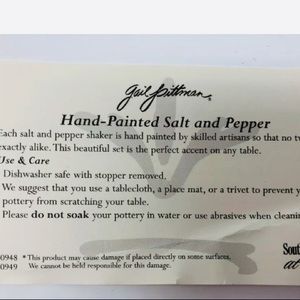 Gail Pittman®
Hand-Painted Salt and Pepper
Each salt and pepper shaker is hand painted by skilled artisans so that no tw
exactly alike. This beautiful set is the perfect accent on any table.
Use & Care
Dishwasher safe with stopper removed.
We suggest that you use a tablecloth, a place mat, or a trivet to prevent y
pottery from scratching your table.
Please do not soak your pottery in water or use abrasives when cleanin
Sout
0948 * This product may cause damage if placed directly on some surfaces.
at
0949 We cannot be held responsible for this damage.